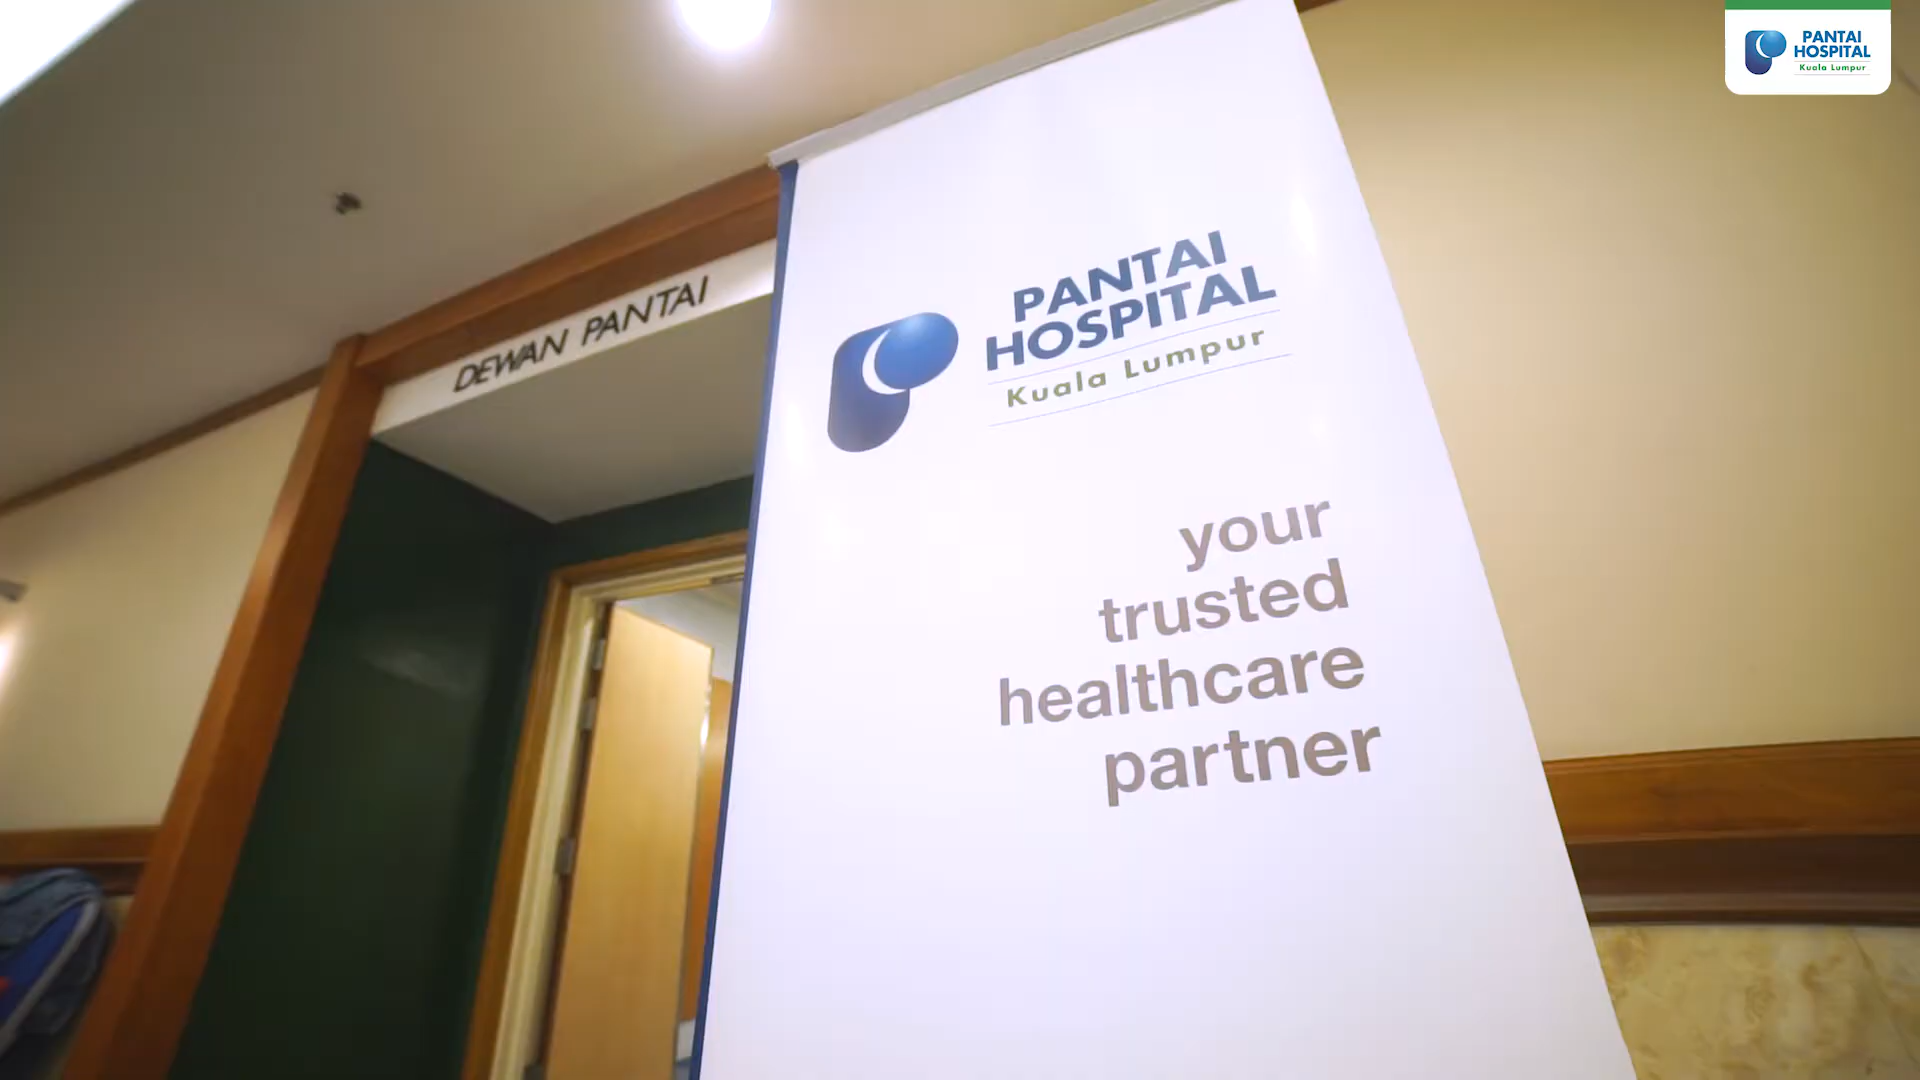 PANTAI
HOSPITAL
Kuala Lumpur
DEWAN PANTAI
PANTAI
HOSPITAL
Kuala Lumpur
your
trusted
healthcare
partner